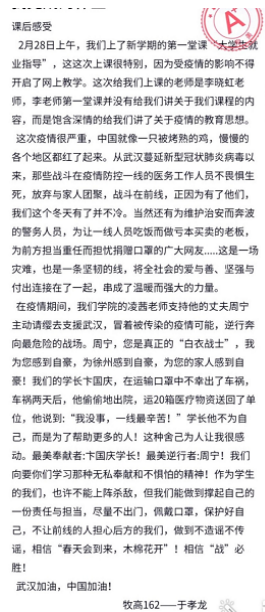 课后感受
2月28日上午，我们上了新学期的第一堂课“大学生就
业指导”，这这次上课很特别，因为受疫情的影响不得
开启了网上教学。这次给我们上课的老师是李晓虹老
师，李老师第一堂课并没有给我们讲关于我们课程的内
容，而是饱含深情的给我们讲了关于疫情的教育思想。
这次疫情很严重，中国就像一只被烤熟的鸡，慢慢的
各个地区都红了起来。从武汉蔓延新型冠状肺炎病毒以
来，那些战斗在疫情防控一线的医务工作人员不畏惧生
死，放弃与家人团聚，战斗在前线，正因为有了他们，
我们这个冬天有了并不冷。当然还有为维护治安而奔波
的警务人员，为让一线人员吃饭而做亏本买卖的老板，
为前方担当重任而担忧捐赠口罩的广大网友.....这是一场
灾难，也是一条坚韧的线，将全社会的爱与善、坚强与
付出连接在了一起，串成了温暖而强大的力量。
在疫情期间，我们学院的凌茜老师支持他的丈夫周宁
主动请缨去支援武汉，冒着被传染的疫情可能，逆行奔
向最危险的战场。周宁，您是真正的“白衣战士”，我
为您感到自豪，为徐州感到自豪，为您的家人感到自
豪！我们的学长卞国庆，在运输口罩中不幸出了车祸，
车祸两天后，他偷偷地出院，运20箱医疗物资送回了单
位，他说到:“我没事，一线最辛苦！”学长他不为自
己，而是为了帮助更多的人！这种舍己为人让我很感
动。最美奉献者:卞国庆学长！最美逆行者:周宁！我们
向要你们学习那种无私奉献和不惧怕的精神！作为学生
的我们，也许不能上阵杀敌，但我们能做到撑起自己的
一份责任与担当，尽量不出门，佩戴口罩，保护好自
己，不让前线的人担心后方的我们，做到不造谣不传
谣，相信“春天会到来，木棉花开”！相信“战”必
胜！
武汉加油，中国加油！
牧高162——于孝龙